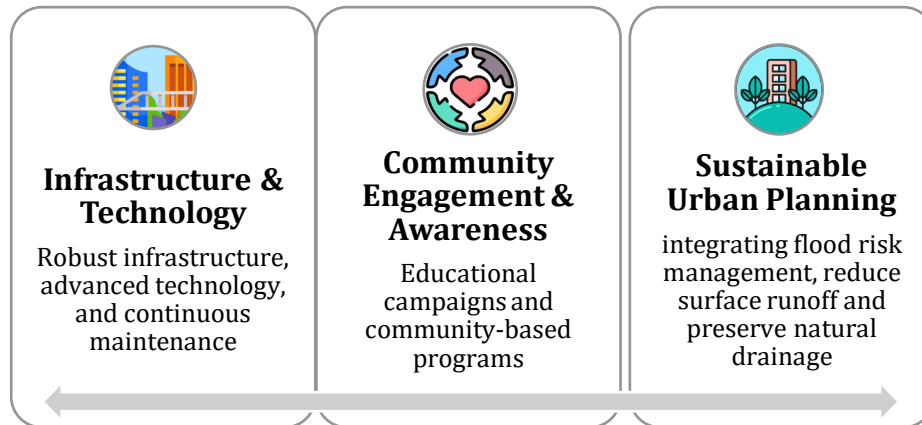 Infrastructure &
Technology
Robust infrastructure,
advanced technology,
and continuous
maintenance
Community
Engagement &
Awareness
Educational
campaigns and
community-based
programs
Sustainable
Urban Planning
integrating flood risk
management, reduce
surface runoff and
preserve natural
drainage